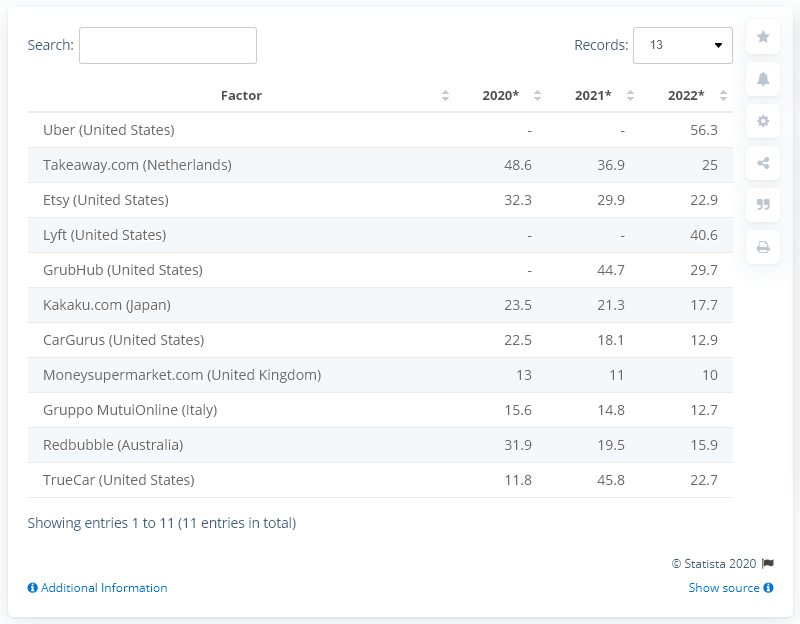 Search: Records: 13
Factor 2020* 2021* 2022*
Uber (United States) - - 56.3
Takeaway.com (Netherlands) 48.6 36.9 25
Etsy (United States) 32.3 29.9 22.9
Lyft (United States) - - 40.6
GrubHub (United States) - 44.7 29.7
Kakaku.com (Japan) 23.5 21.3 17.7
CarGurus (United States) 22.5 18.1 12.9
Moneysupermarket.com (United Kingdom) 13 11 10
Gruppo MutuiOnline (Italy) 15.6 14.8 12.7
Redbubble (Australia) 31.9 19.5 15.9
TrueCar (United States) 11.8 45.8 22.7
Showing entries 1 to 11 (11 entries in total)
© Statista 2020
Additional Information Show source